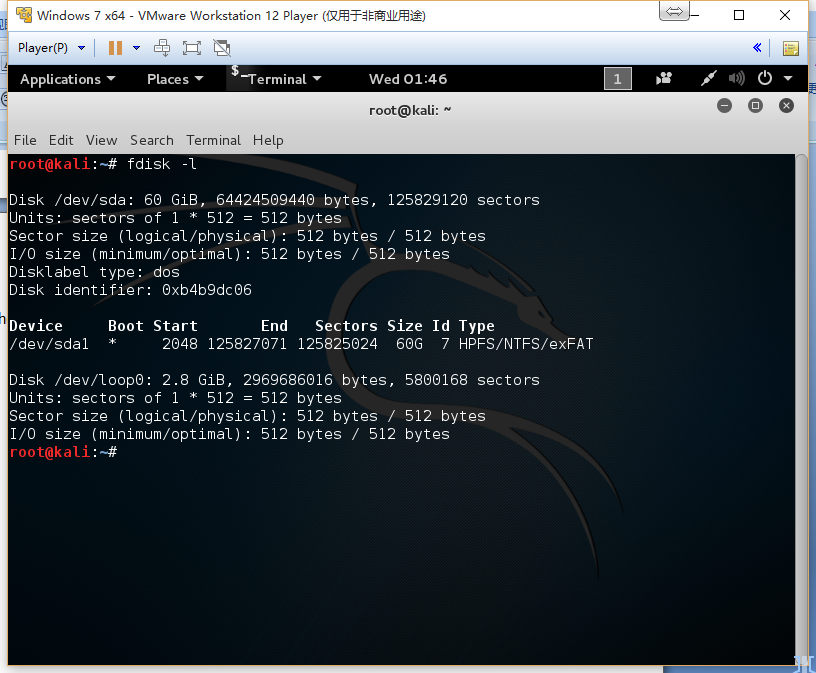 Windows 7 x64 - VMware Workstation 12 Player (仅用于非商业用途)
Player(P)
Applications Places Terminal Wed 01:46 1
root@kali: ~
File Edit View Search Terminal Help
root@kali:~# fdisk -l
Disk /dev/sda: 60 GiB, 64424509440 bytes, 125829120 sectors
Units: sectors of 1 * 512 = 512 bytes
Sector size (logical/physical): 512 bytes / 512 bytes
I/O size (minimum/optimal): 512 bytes / 512 bytes
Disklabel type: dos
Disk identifier: 0xb4b9dc06
Device Boot Start End Sectors Size Id Type
/dev/sda1 * 2048 125827071 125825024 60G 7 HPFS/NTFS/exFAT
Disk /dev/loop0: 2.8 GiB, 2969686016 bytes, 5800168 sectors
Units: sectors of 1 * 512 = 512 bytes
Sector size (logical/physical): 512 bytes / 512 bytes
I/O size (minimum/optimal): 512 bytes / 512 bytes
root@kali:~#